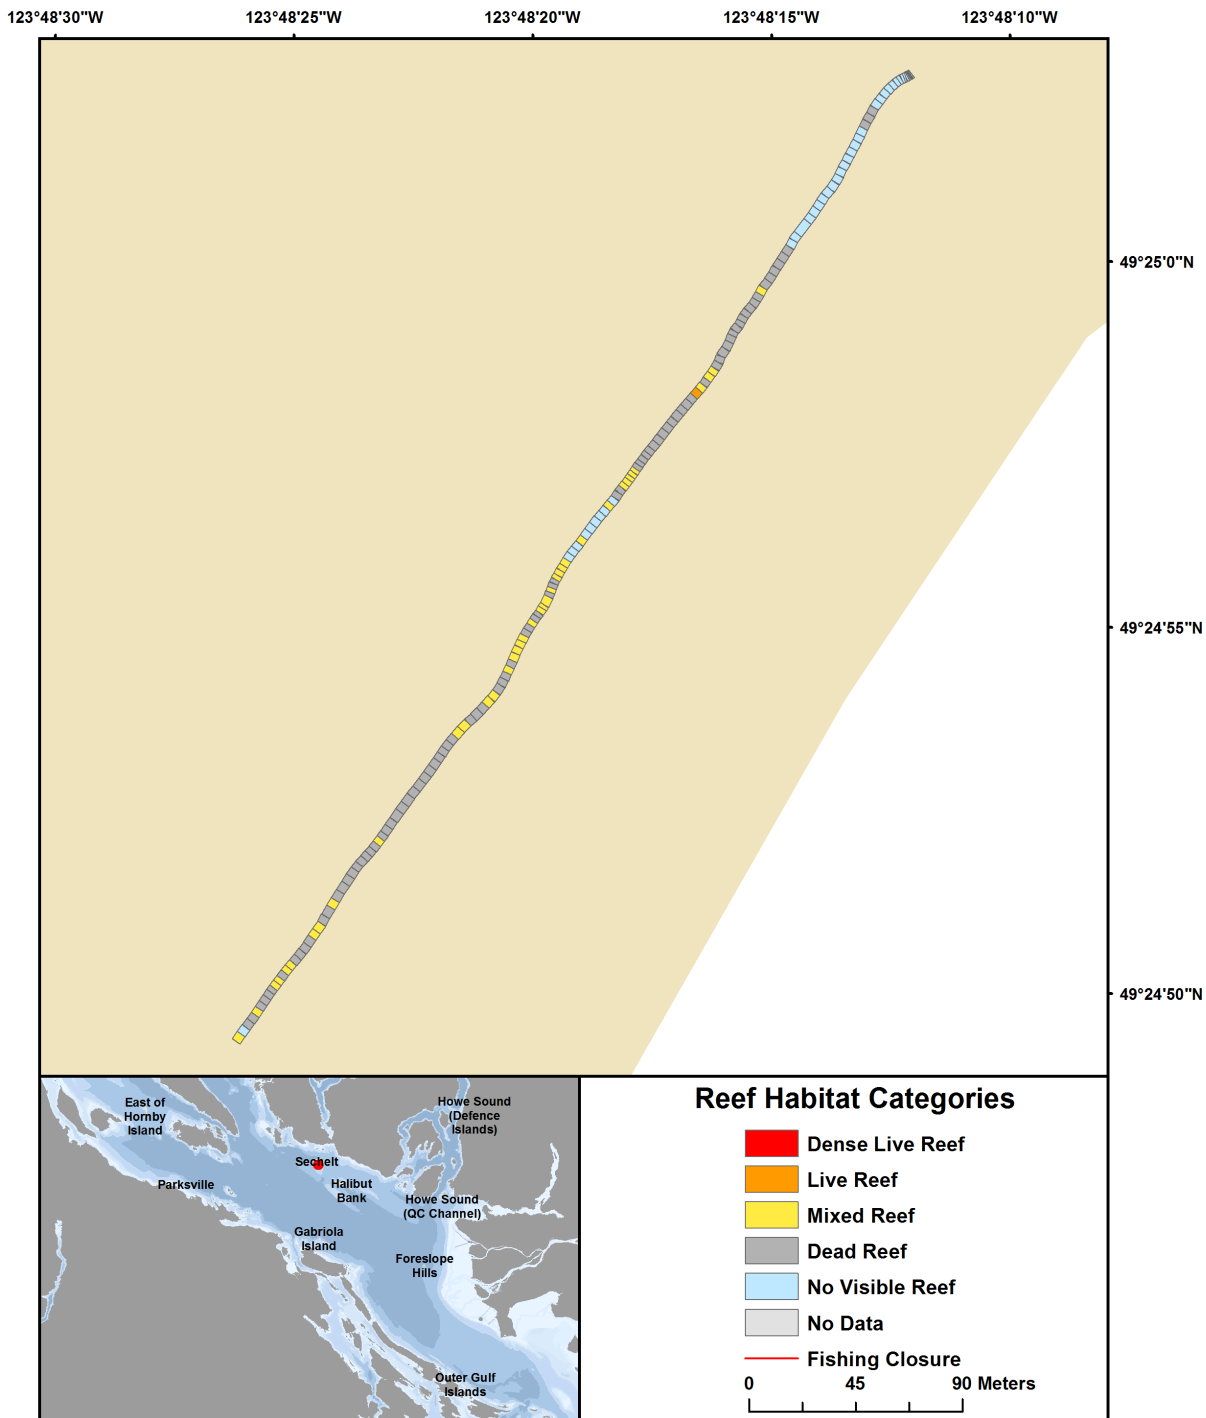 123°48'30"W 123°48'25"W 123°48'20"W 123°48'15"W 123°48'10"W
49°25'0"N
49°24'55"N
49°24'50"N
East of
Hornby
Island
Howe Sound
(Defence
Islands)
Sechelt
Parksville
Halibut
Bank
Howe Sound
(QC Channel)
Gabriola
Island
Foreslope
Hills
Outer Gulf
Islands
Reef Habitat Categories
Dense Live Reef
Live Reef
Mixed Reef
Dead Reef
No Visible Reef
No Data
Fishing Closure
0 45 90 Meters